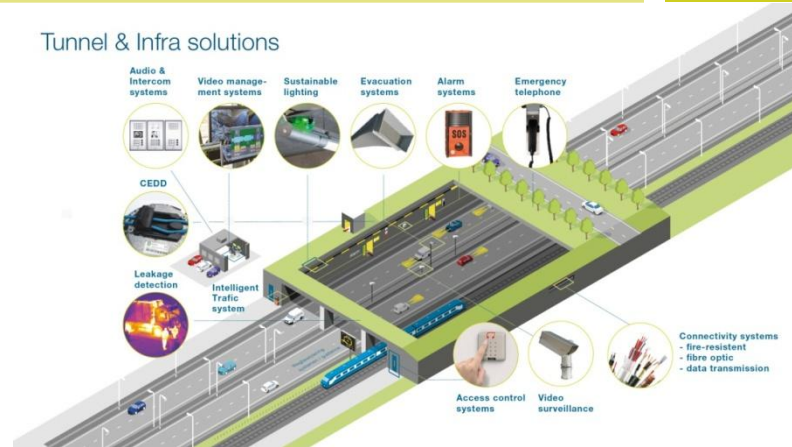 Tunnel & Infra solutions
Audio &
Intercom
systems
Video manage-
ment systems
Sustainable
lighting
Evacuation
systems
Alarm
systems
Emergency
telephone
SOS
CEDD
Leakage
detection
Intelligent
Trafic
system
Access control
systems
Video
surveillance
Connectivity systems
- fire-resistent
- fibre optic
- data transmission